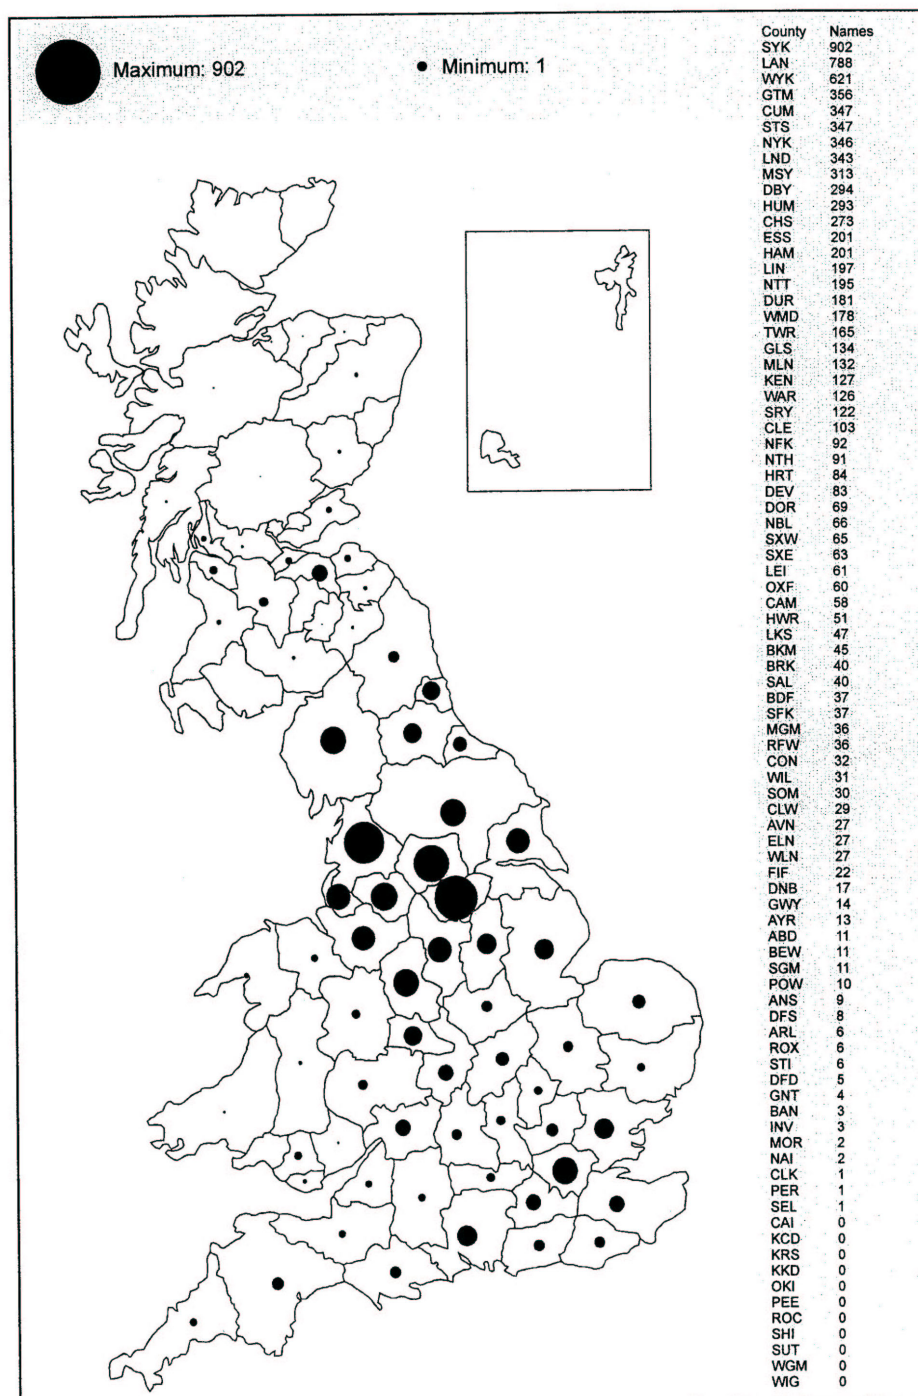 Maximum: 902
Minimum: 1
County Names
SYK 902
LAN 788
WYK 621
GTM 356
CUM 347
STS 347
NYK 346
LND 343
MSY 313
DBY 294
HUM 293
CHS 273
ESS 201
HAM 201
LIN 197
NTT 195
DUR 181
WMD 178
TWR 165
GLS 134
MLN 132
KEN 127
WAR 126
SRY 122
CLE 103
NFK 92
NTH 91
HRT 84
DEV 83
DOR 69
NBL 66
SXW 65
SXE 63
LEI 61
OXF 60
CAM 58
HWR 51
LKS 47
BKM 45
BRK 40
SAL 40
BDF 37
SFK 37
MGM 36
RFW 36
CON 32
WIL 31
SOM 30
CLW 29
AVN 27
ELN 27
WLN 27
FIF 22
DNB 17
GWY 14
AYR 13
ABD 11
BEW 11
SGM 11
POW 10
ANS 9
DFS 8
ARL 6
ROX 6
STI 6
DFD 5
GNT 4
BAN 3
INV 3
MOR 2
NAI 2
CLK 1
PER 1
SEL 1
CAI 0
KCD 0
KRS 0
KKD 0
OKI 0
PEE 0
ROC 0
SHI 0
SUT 0
WGM 0
WIG 0